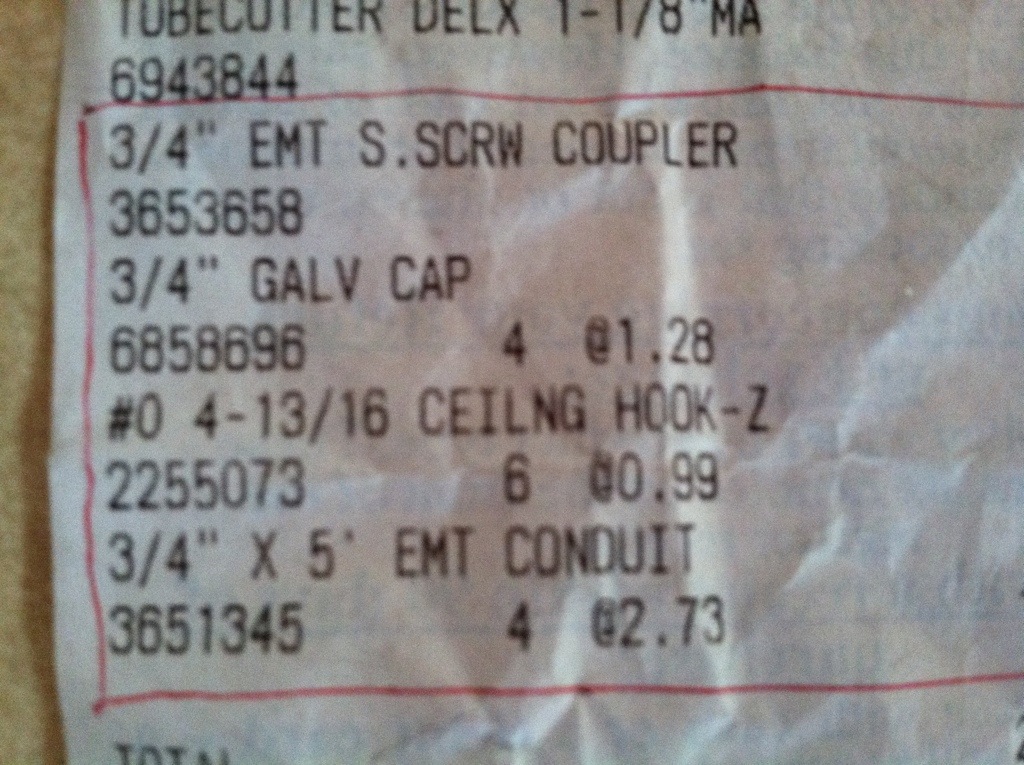 TUBECUTTER DELX 1-1/8"MA
6943844
3/4" EMT S.SCRW COUPLER
3653658
3/4" GALV CAP
6858696 4 @1.28
#0 4-13/16 CEILNG HOOK-Z
2255073 6 @0.99
3/4" X 5' EMT CONDUIT
3651345 4 @2.73
TOTAL